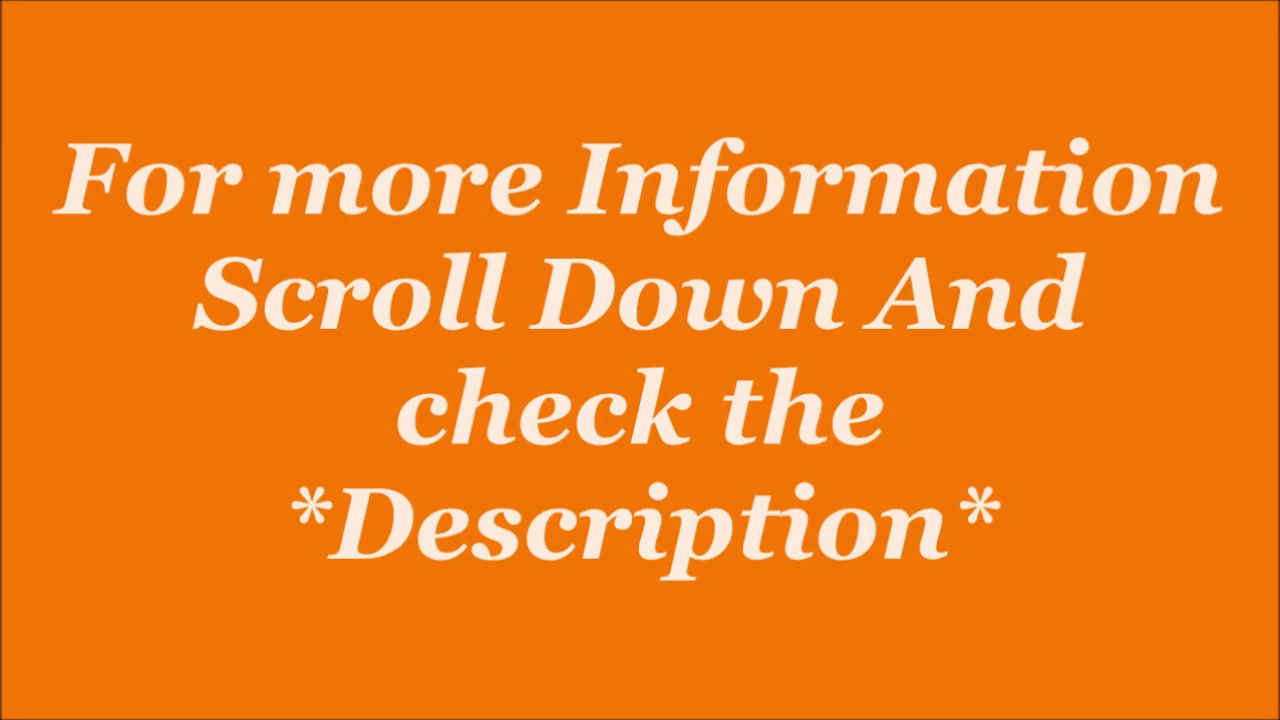 For more Information
Scroll Down And
check the
*Description*